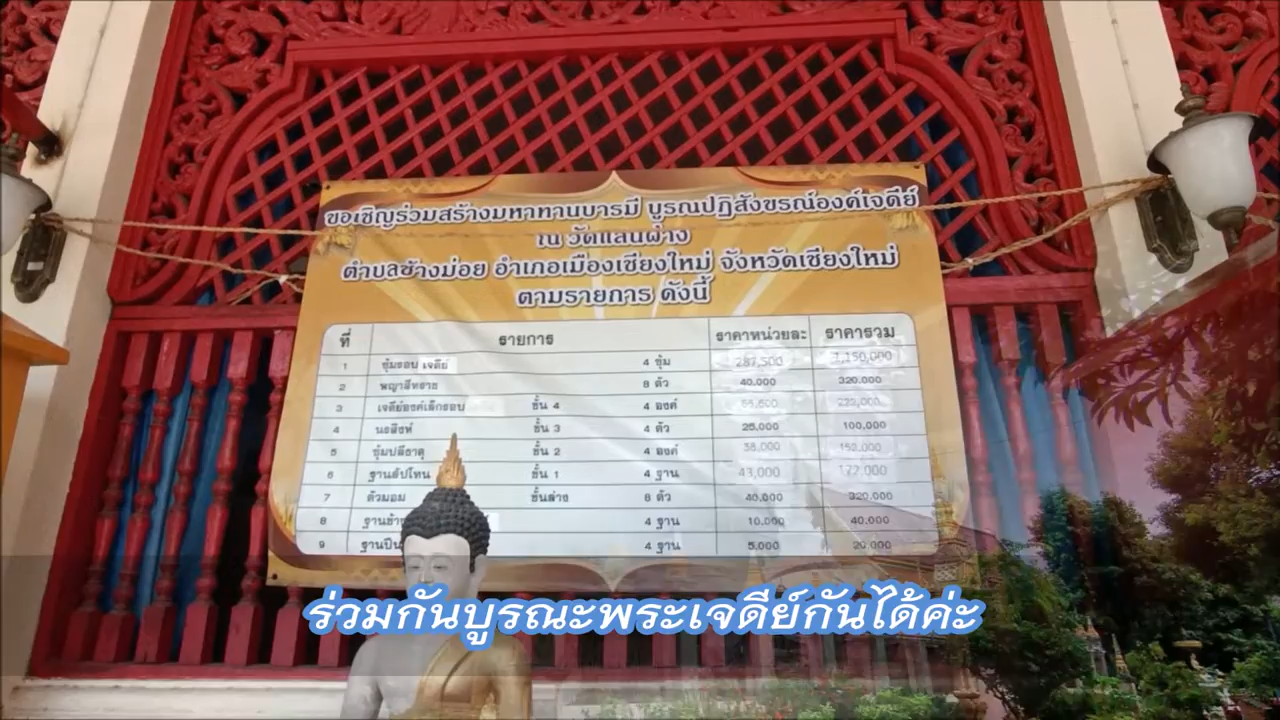 ขอเชิญร่วมสร้างมหาทานบารมี บูรณปฏิสังขรณ์องค์เจดีย์
ณ วัดแสนฝาง
ตำบลช้างม่อย อำเภอเมืองเชียงใหม่ จังหวัดเชียงใหม่
ตามรายการ ดังนี้
ที่ รายการ ราคาหน่วยละ ราคารวม
1 ซุ้มรอบ เจดีย์ 4 ซุ้ม 287,500 1,150,000
2 พญาสีหราช 8 ตัว 40.000 320.000
3 เจดีย์องค์เล็กรอบ ชั้น 4 4 องค์
4 นรสิงห์ ชั้น 3 4 ตัว 25,000 100,000
5 ซุ้มปลีธาตุ ชั้น 2 4 องค์ 38,000 152,000
6 ฐานสัปโทน ชั้น 1 4 ฐาน 43,000 172,000
7 ตัวมอม ชั้นล่าง 8 ตัว 40,000 320.000
8 4 ฐาน 10.000 40.000
9 4 ฐาน 5,000 20.000
ร่วมกันบูรณะพระเจดีย์กันได้ค่ะ